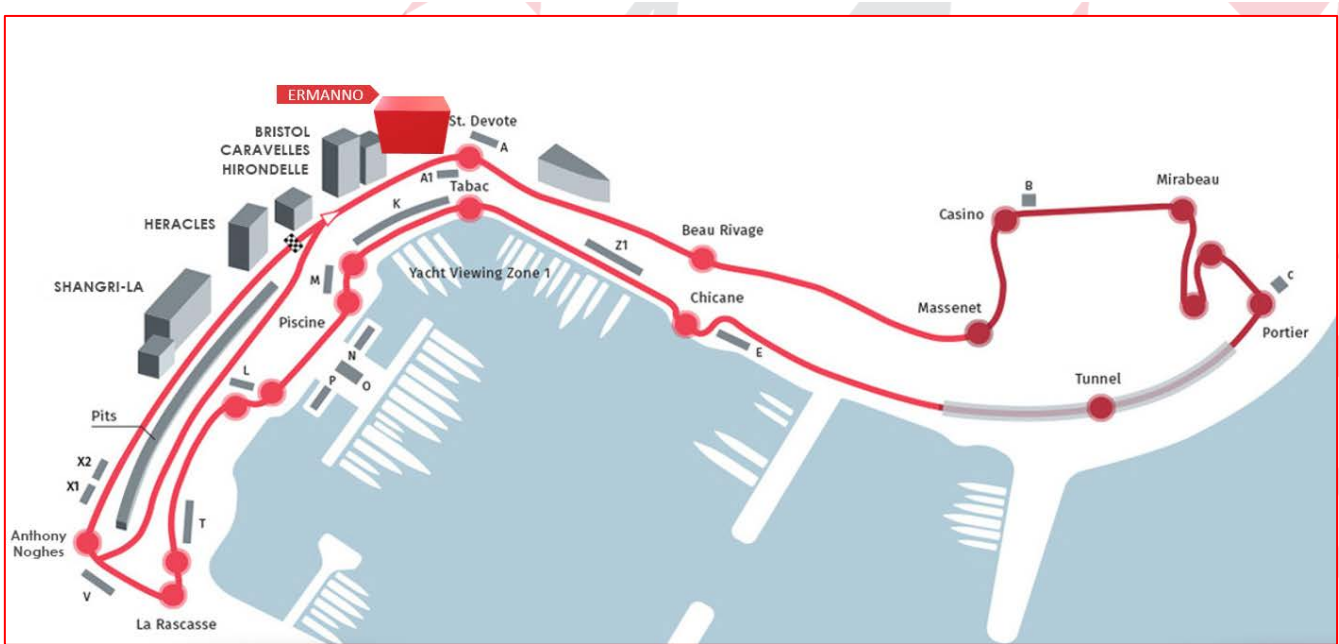 ERMANNO
St. Devote
A
BRISTOL
CARAVELLES
HIRONDELLE
A1
Tabac
K
B
Mirabeau
Casino
HERACLES
Beau Rivage
Z1
M
Yacht Viewing Zone 1
C
SHANGRI-LA
Chicane
Massenet
Piscine
Portier
N
E
L
P
O
Tunnel
Pits
X2
X1
T
Anthony
Noghes
V
La Rascasse